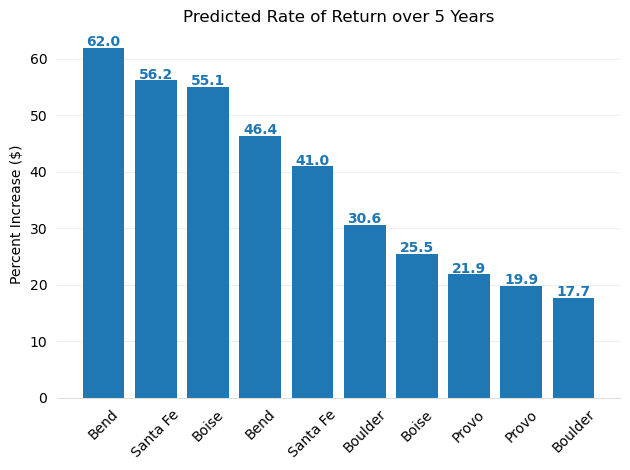 Predicted Rate of Return over 5 Years
Percent Increase ($)
60
50
40
30
20
10
0
62.0
56.2
55.1
46.4
41.0
30.6
25.5
21.9
19.9
17.7
Bend
Santa Fe
Boise
Bend
Santa Fe
Boulder
Boise
Provo
Provo
Boulder